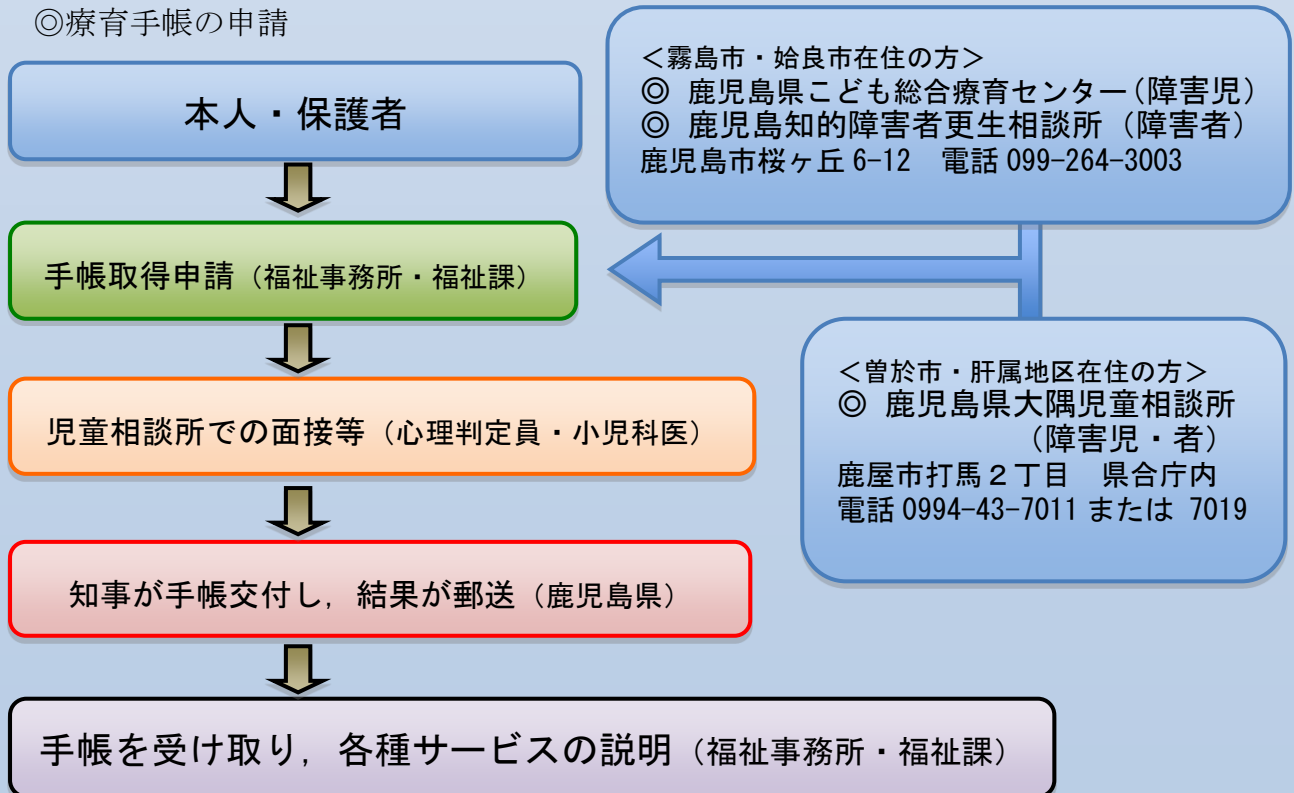 ◎療育手帳の申請
本人・保護者
手帳取得申請（福祉事務所・福祉課）
児童相談所での面接等（心理判定員・小児科医）
知事が手帳交付し，結果が郵送（鹿児島県）
手帳を受け取り，各種サービスの説明（福祉事務所・福祉課）
＜霧島市・姶良市在住の方＞
◎ 鹿児島県こども総合療育センター（障害児）
◎ 鹿児島知的障害者更生相談所（障害者）
鹿児島市桜ヶ丘 6-12　電話 099-264-3003
＜曽於市・肝属地区在住の方＞
◎ 鹿児島県大隅児童相談所
（障害児・者）
鹿屋市打馬２丁目　県合庁内
電話 0994-43-7011 または 7019